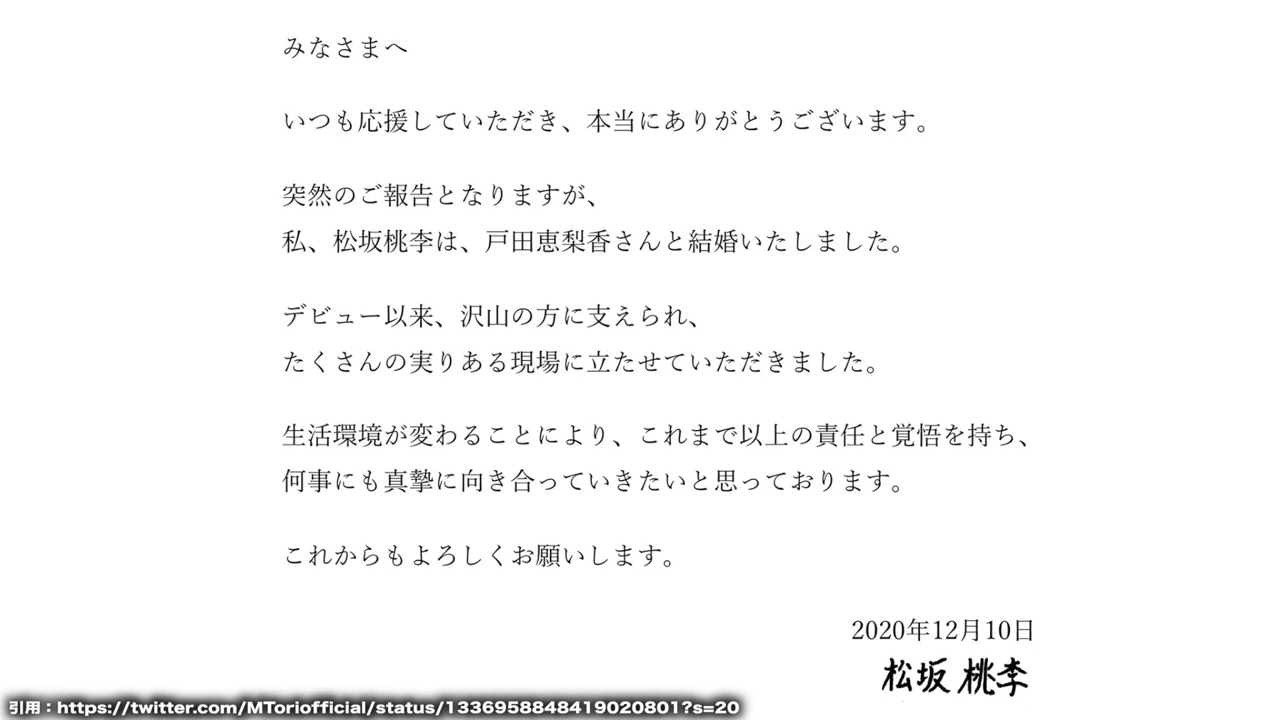 みなさまへ
いつも応援していただき、本当にありがとうございます。
突然のご報告となりますが、
私、松坂桃李は、戸田恵梨香さんと結婚いたしました。
デビュー以来、沢山の方に支えられ、
たくさんの実りある現場に立たせていただきました。
生活環境が変わることにより、これまで以上の責任と覚悟を持ち、
何事にも真摯に向き合っていきたいと思っております。
これからもよろしくお願いします。
2020年12月10日
松坂 桃李
引用：https://twitter.com/MToriofficial/status/1336958848419020801?s=20